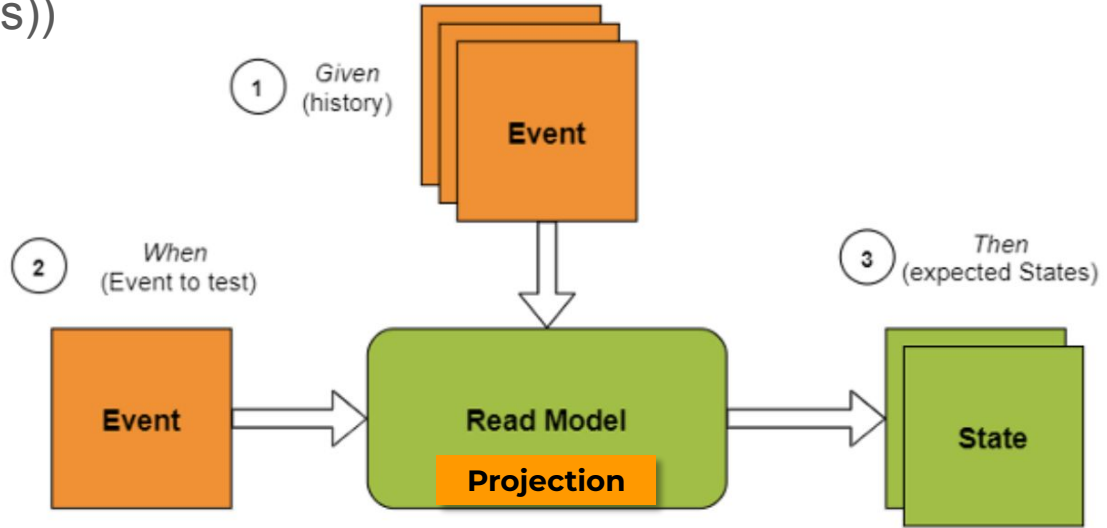 s))
1
Given
(history)
Event
2
When
(Event to test)
3
Then
(expected States)
Event
Read Model
Projection
State